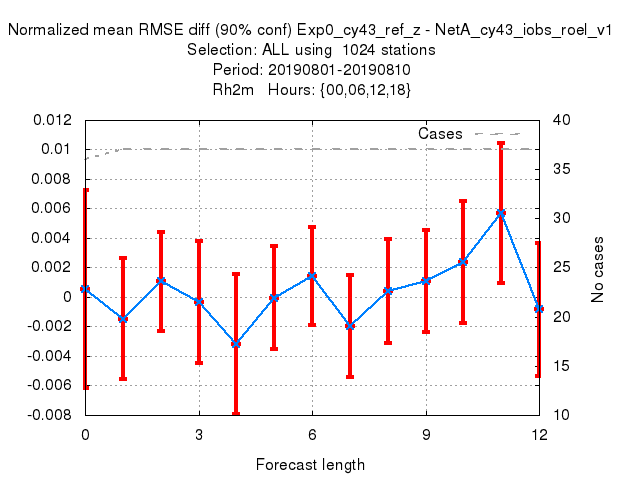 Normalized mean RMSE diff (90% conf) Exp0_cy43_ref_z - NetA_cy43_iobs_roel_v1
Selection: ALL using  1024 stations
Period: 20190801-20190810
Rh2m   Hours: {00,06,12,18}
Cases
0.012
0.01
0.008
0.006
0.004
0.002
0
-0.002
-0.004
-0.006
-0.008
40
35
30
25
20
15
10
No cases
0 3 6 9 12
Forecast length